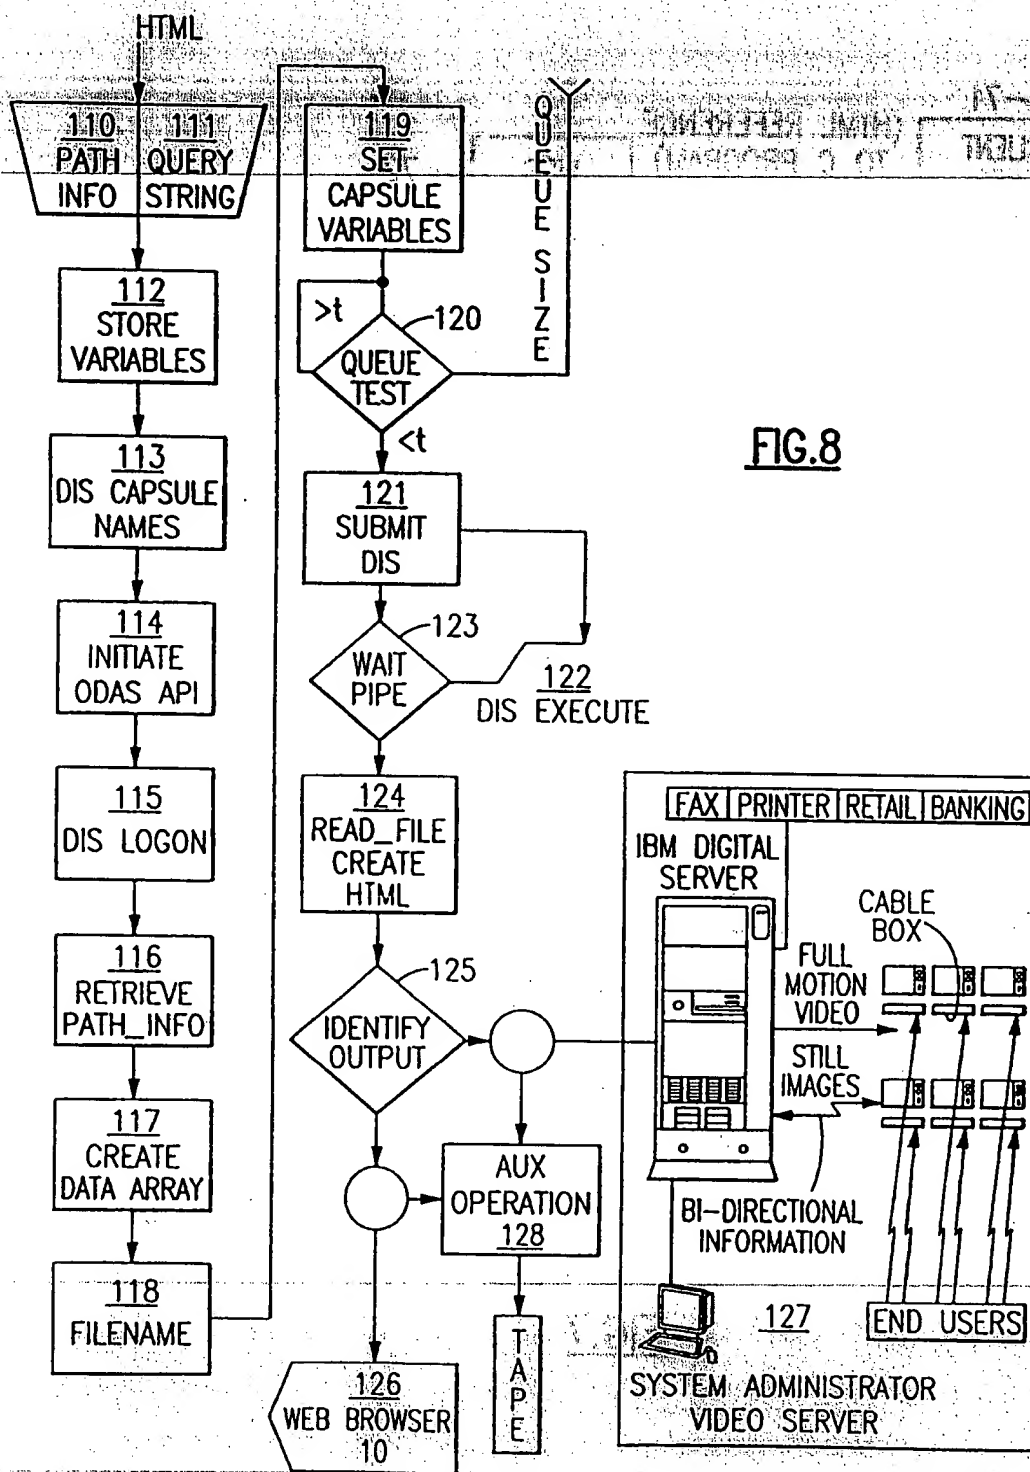 HTML
110 111
PATH QUERY
INFO STRING
112
STORE
VARIABLES
113
DIS CAPSULE
NAMES
114
INITIATE
ODAS API
115
DIS LOGON
116
RETRIEVE
PATH_INFO
117
CREATE
DATA ARRAY
118
FILENAME
119
SET
CAPSULE
VARIABLES
QUEUE SIZE
>t
120
QUEUE
TEST
<t
121
SUBMIT
DIS
123
WAIT
PIPE
122
DIS EXECUTE
124
READ_FILE
CREATE
HTML
125
IDENTIFY
OUTPUT
AUX
OPERATION
128
TAPE
126
WEB BROWSER
10
FIG.8
FAX PRINTER RETAIL BANKING
IBM DIGITAL
SERVER
CABLE
BOX
FULL
MOTION
VIDEO
STILL
IMAGES
BI-DIRECTIONAL
INFORMATION
127
END USERS
SYSTEM ADMINISTRATOR
VIDEO SERVER